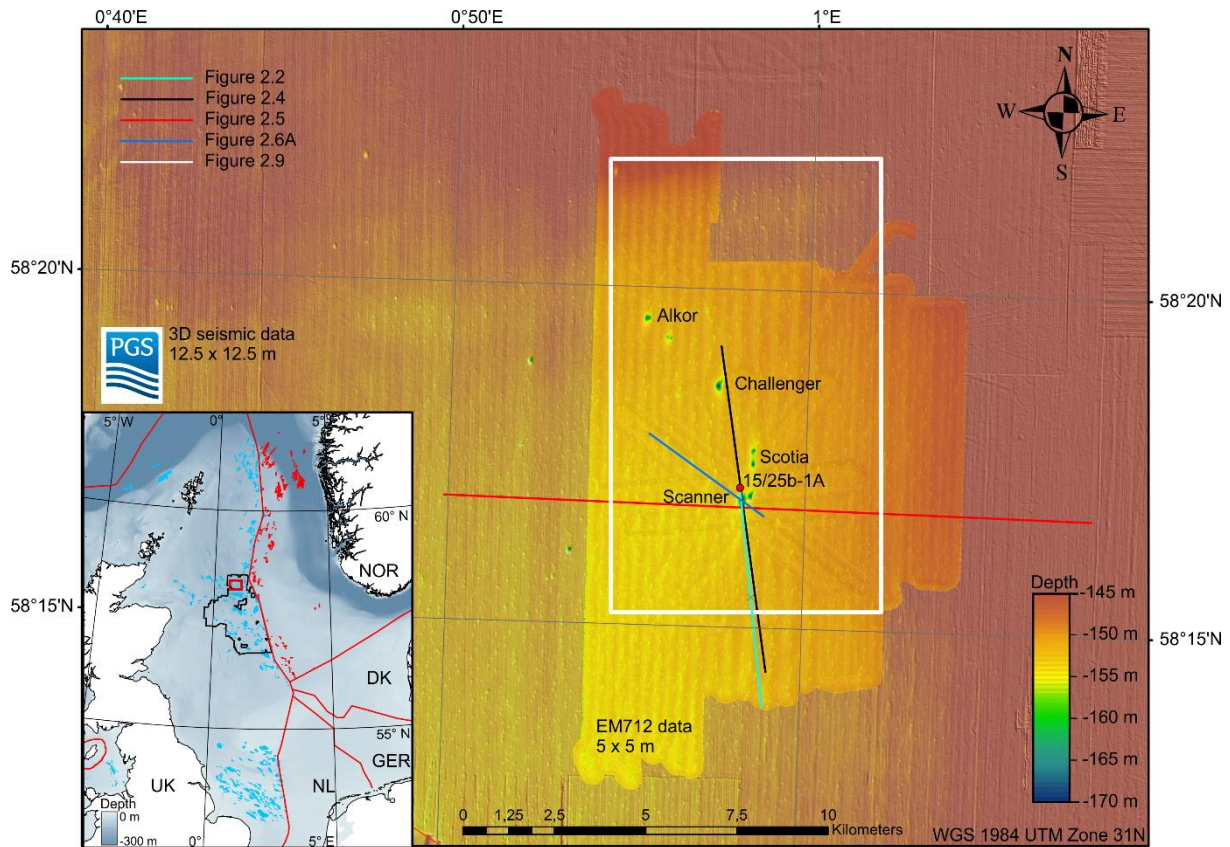 0°40'E
0°50'E
1°E
Figure 2.2
Figure 2.4
Figure 2.5
Figure 2.6A
Figure 2.9
N
W
E
S
58°20'N
58°20'N
Alkor
PGS
3D seismic data
12.5 x 12.5 m
Challenger
5° W
0°
5°
Scotia
15/25b-1A
Scanner
60° N
NOR
58°15'N
58°15'N
Depth
-145 m
-150 m
-155 m
-160 m
-165 m
-170 m
DK
EM712 data
5 x 5 m
55° N
GER
UK
NL
Depth
0 m
-300 m
0°
5°E
0
1,25
2,5
5
7,5
10
Kilometers
WGS 1984 UTM Zone 31N